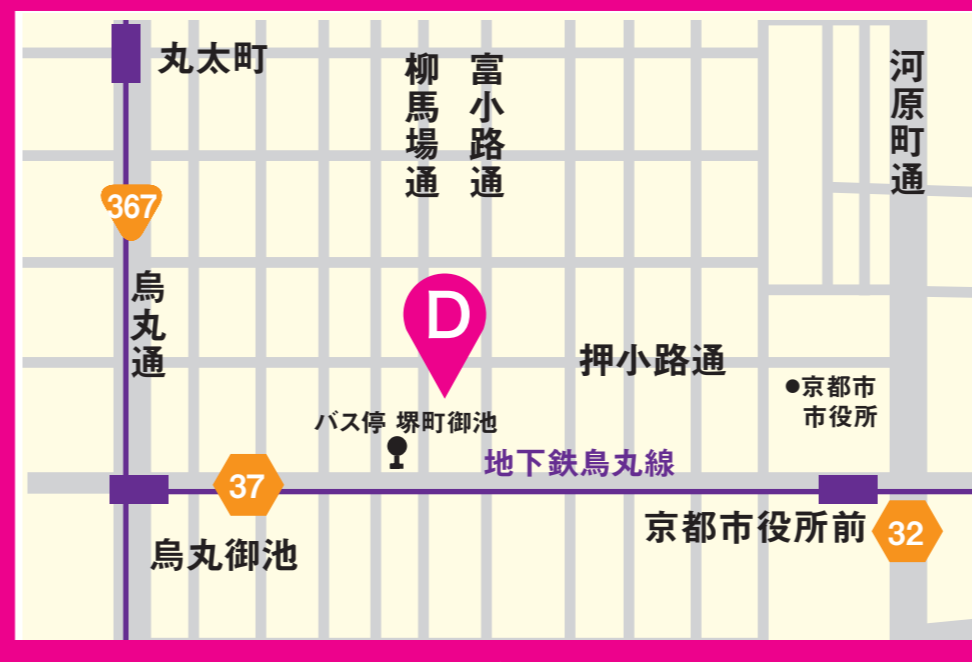 丸太町
柳馬場通
富小路通
河原町通
367
烏丸通
D
押小路通
京都市
市役所
バス停 堺町御池
地下鉄烏丸線
37
京都市役所前
32
烏丸御池